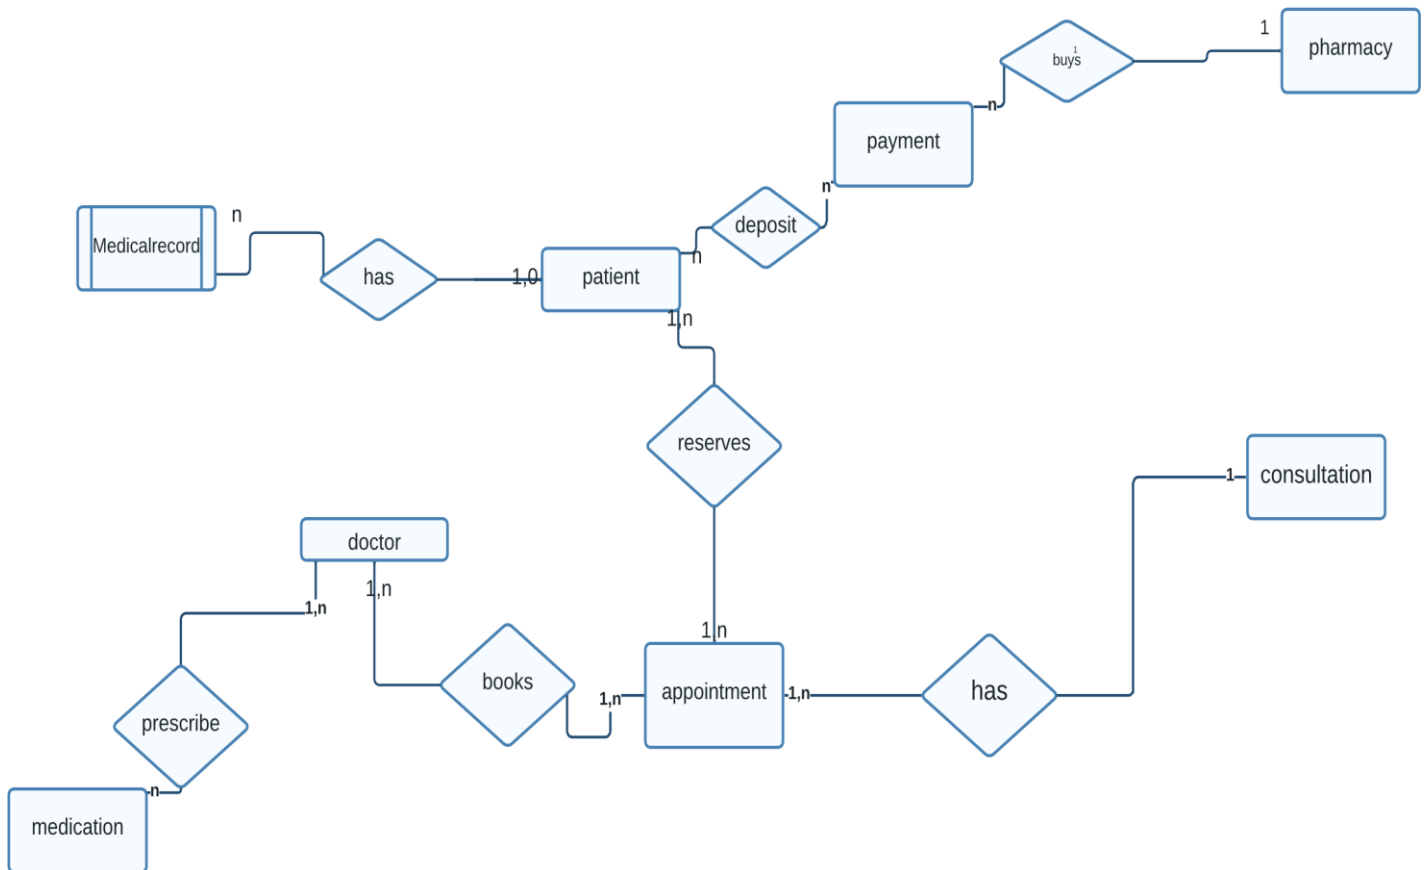 1
pharmacy
1
buys
n
payment
n
deposit
n
Medicalrecord
has
1,0
patient
n
1,n
reserves
1
consultation
doctor
1,n
1,n
1,n
books
1,n
appointment
1,n
has
prescribe
n
medication